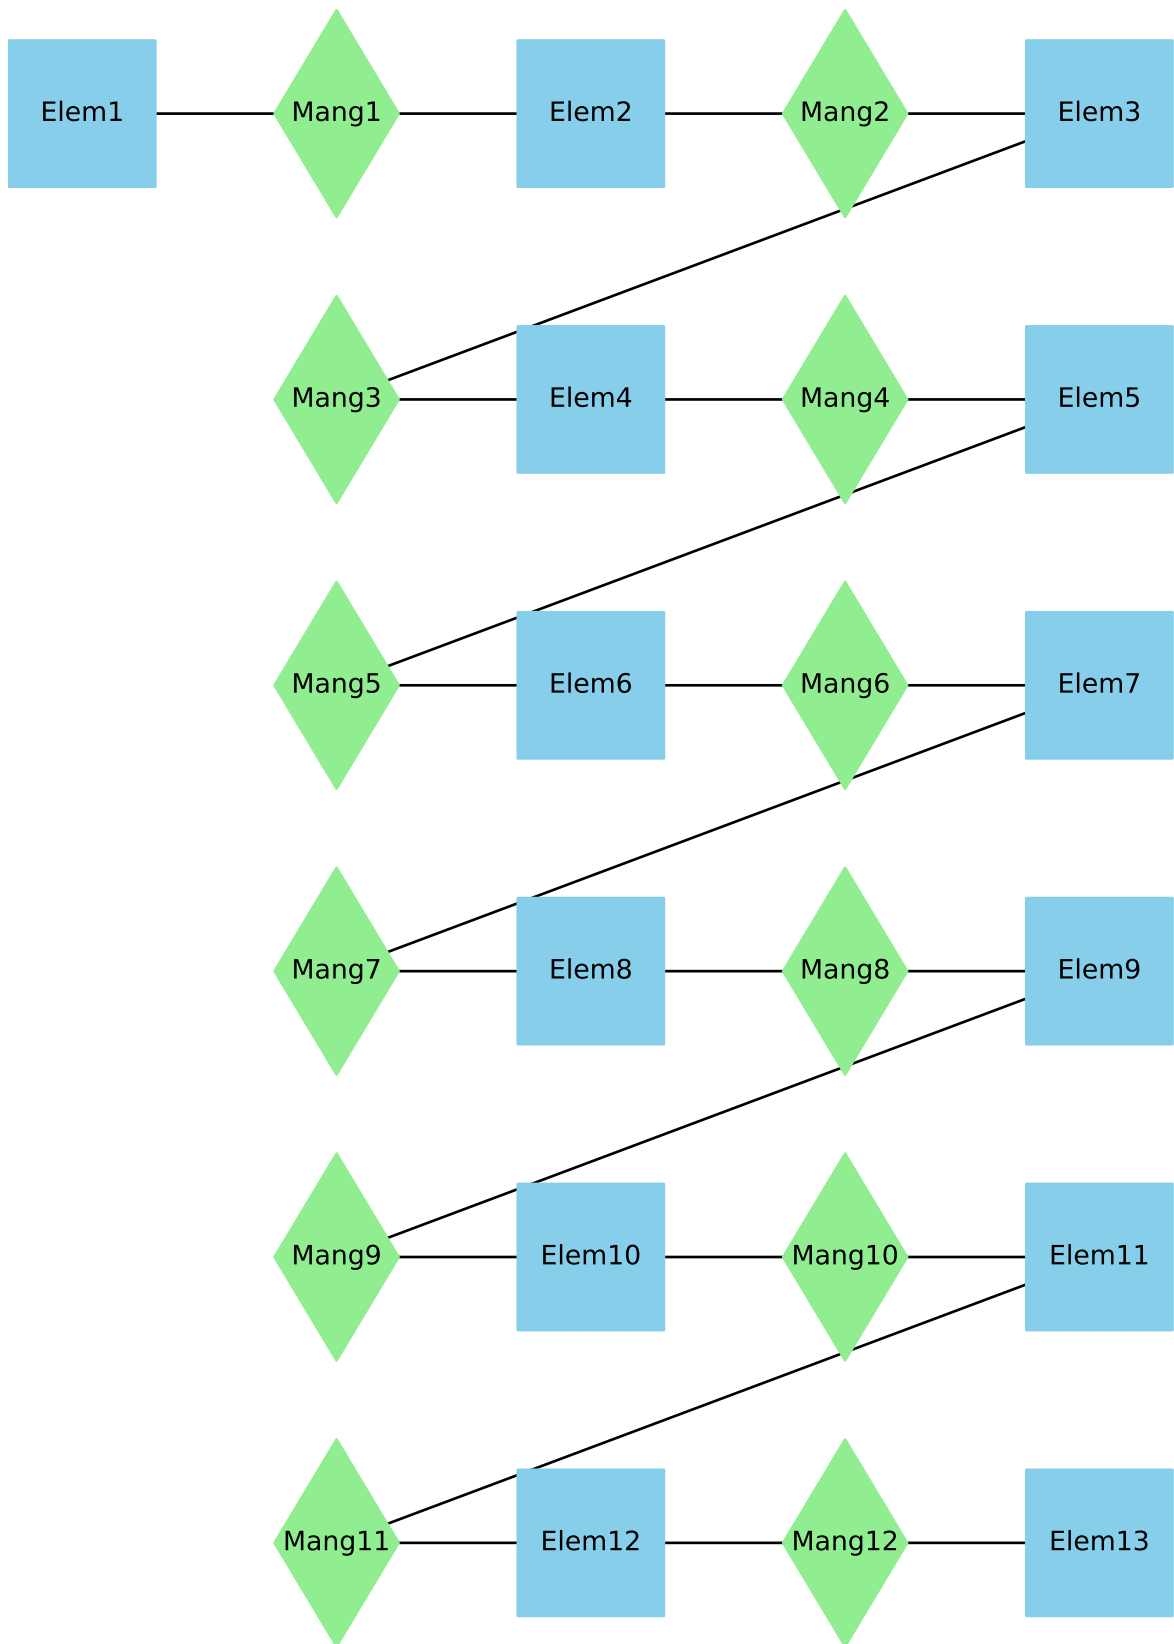 Elem1 Mang1 Elem2 Mang2 Elem3
Mang3 Elem4 Mang4 Elem5
Mang5 Elem6 Mang6 Elem7
Mang7 Elem8 Mang8 Elem9
Mang9 Elem10 Mang10 Elem11
Mang11 Elem12 Mang12 Elem13